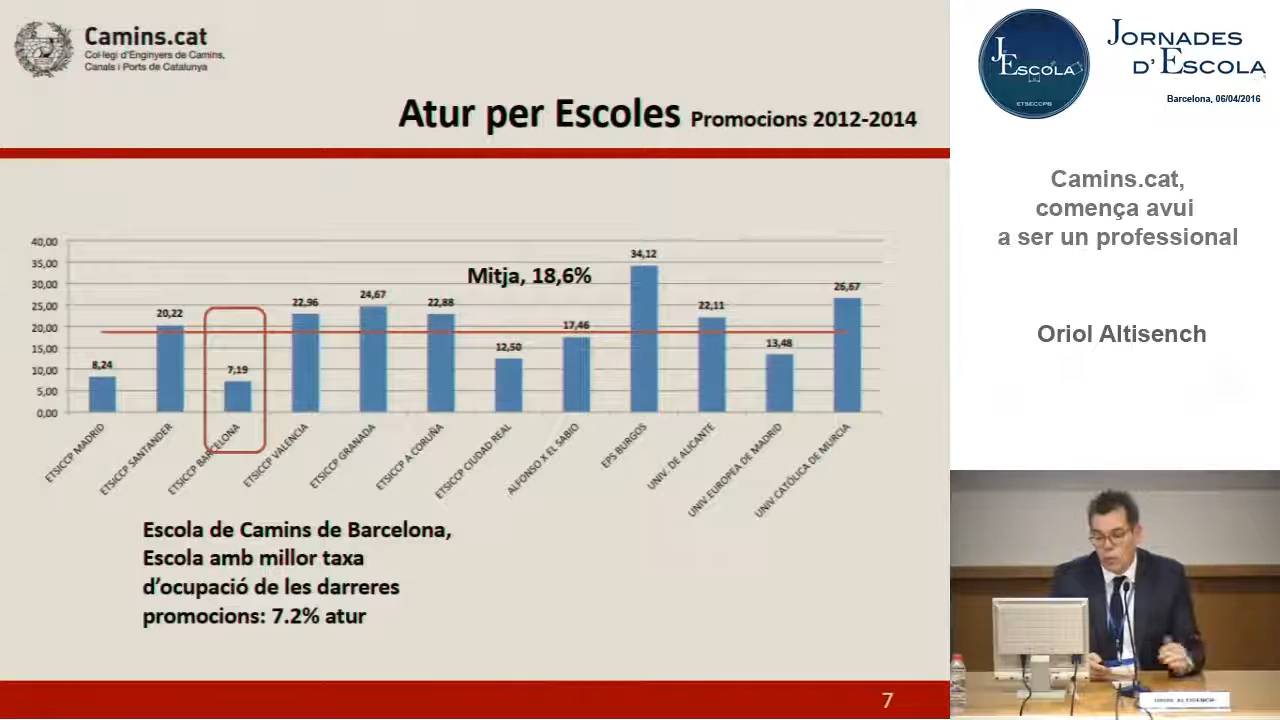 Camins.cat
Col·legi d'Enginyers de Camins,
Canals i Ports de Catalunya
Atur per Escoles Promocions 2012-2014
40,00
35,00
30,00
25,00
20,00
15,00
10,00
5,00
0,00
Mitja, 18,6%
8,24
20,22
7,19
22,96
24,67
22,88
12,50
17,46
34,12
22,11
13,48
26,67
ETSICCP MADRID
ETSICCP SANTANDER
ETSICCP BARCELONA
ETSICCP VALENCIA
ETSICCP GRANADA
ETSICCP A CORUÑA
ETSICCP CIUDAD REAL
ALFONSO X EL SABIO
EPS BURGOS
UNIV. DE ALICANTE
UNIV. EUROPEA DE MADRID
UNIV CATÓLICA DE MURCIA
Escola de Camins de Barcelona,
Escola amb millor taxa
d'ocupació de les darreres
promocions: 7.2% atur
7
JESCOLA
ETSECCPB
JORNADES
D'ESCOLA
Barcelona, 06/04/2016
Camins.cat,
comença avui
a ser un professional
Oriol Altisench
ORIOL ALTISENCH